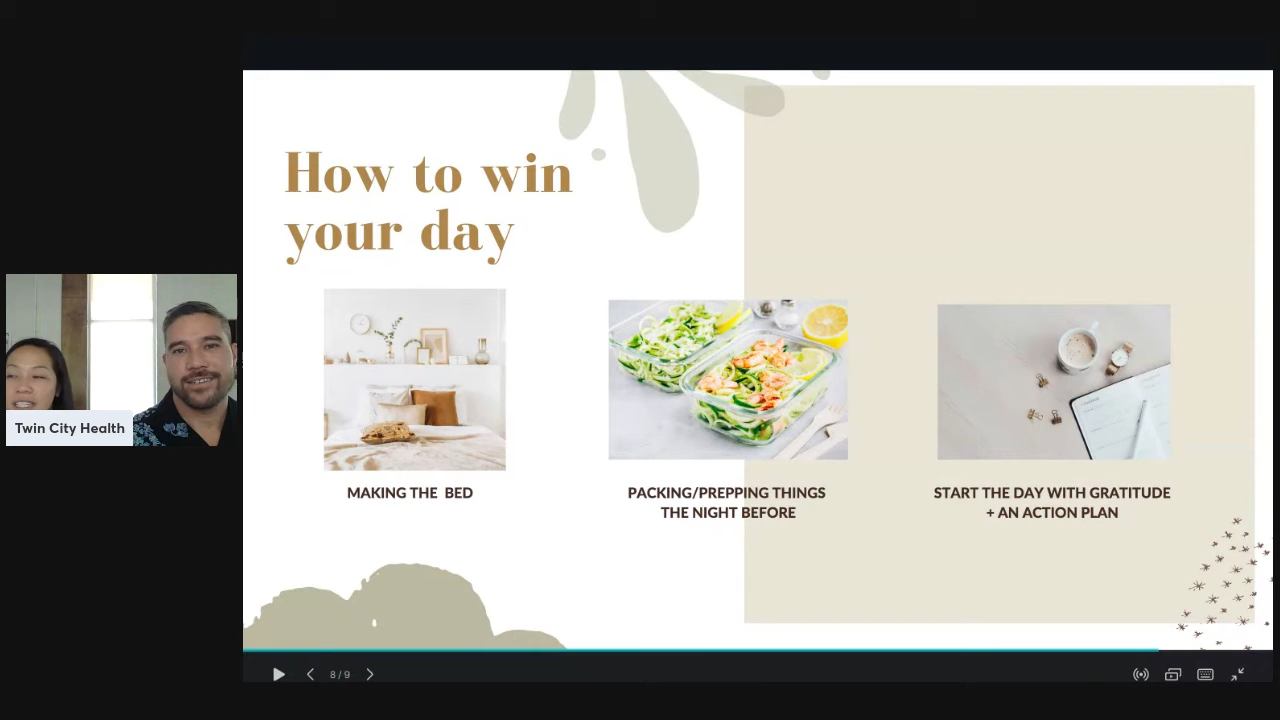 How to win
your day
Twin City Health
MAKING THE BED
PACKING/PREPPING THINGS
THE NIGHT BEFORE
START THE DAY WITH GRATITUDE
+ AN ACTION PLAN
8/9